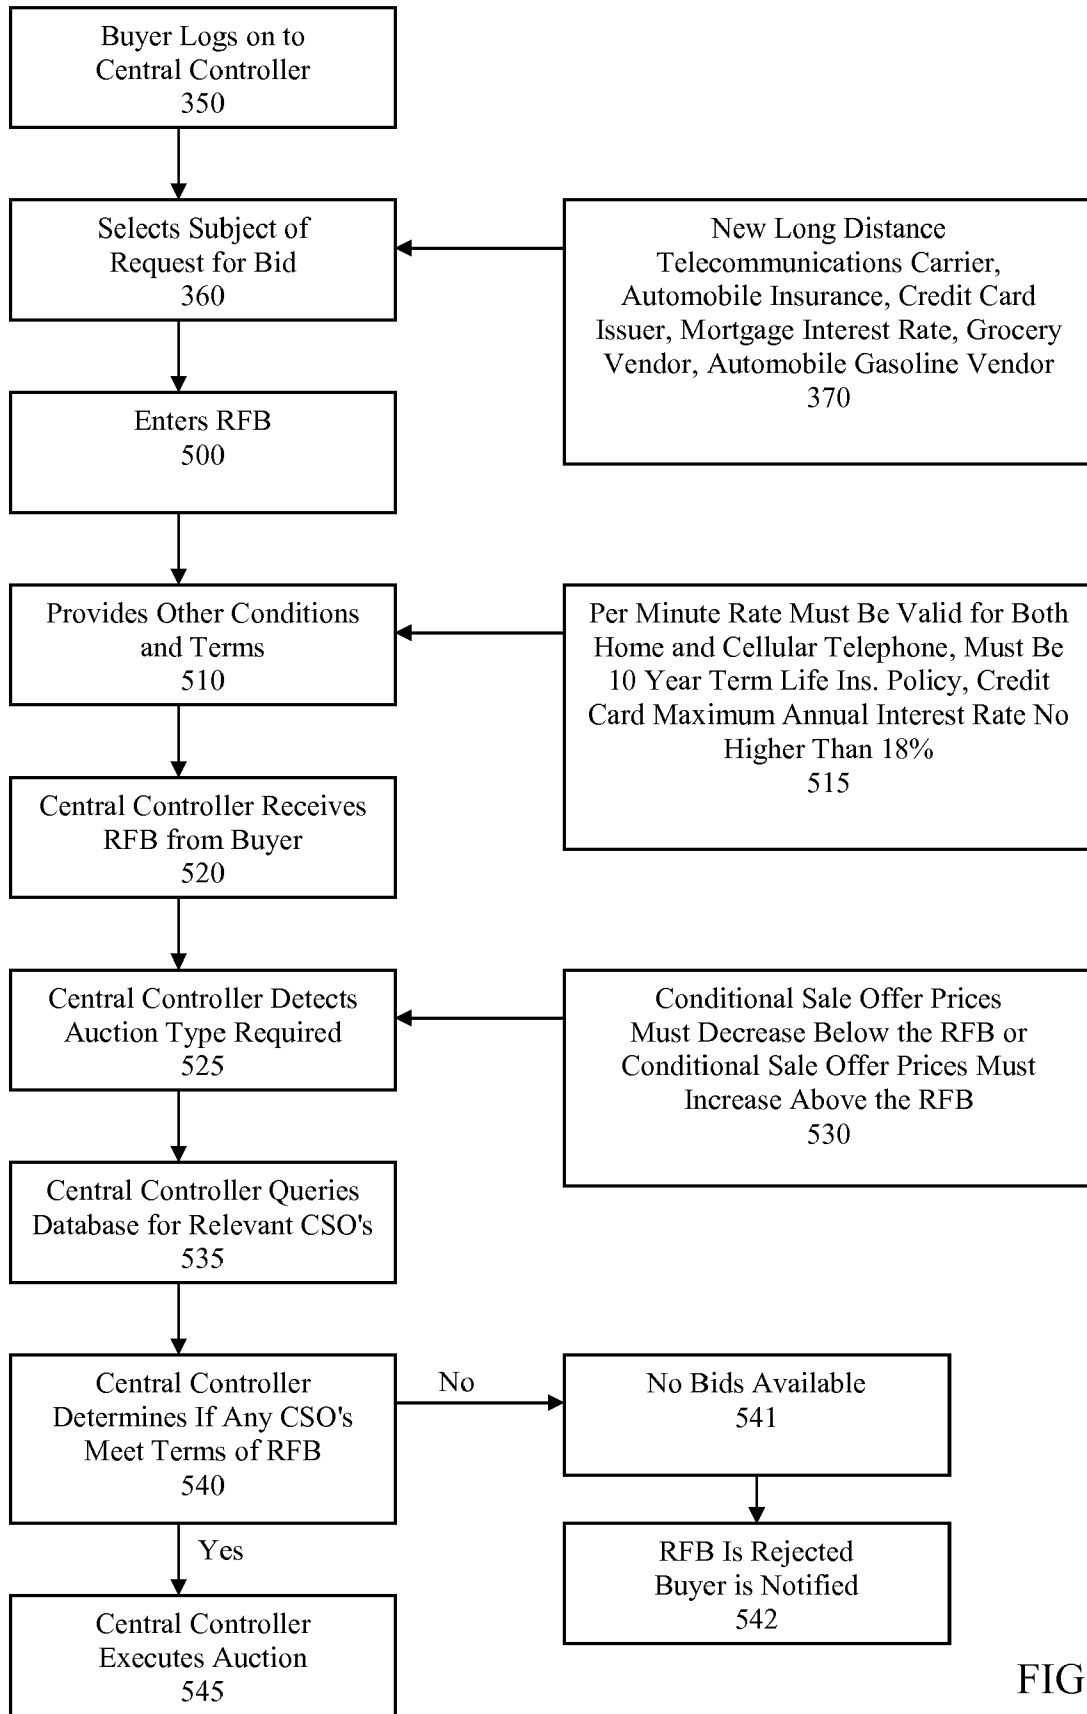 Buyer Logs on to
Central Controller
350
Selects Subject of
Request for Bid
360
New Long Distance
Telecommunications Carrier,
Automobile Insurance, Credit Card
Issuer, Mortgage Interest Rate, Grocery
Vendor, Automobile Gasoline Vendor
370
Enters RFB
500
Provides Other Conditions
and Terms
510
Per Minute Rate Must Be Valid for Both
Home and Cellular Telephone, Must Be
10 Year Term Life Ins. Policy, Credit
Card Maximum Annual Interest Rate No
Higher Than 18%
515
Central Controller Receives
RFB from Buyer
520
Central Controller Detects
Auction Type Required
525
Conditional Sale Offer Prices
Must Decrease Below the RFB or
Conditional Sale Offer Prices Must
Increase Above the RFB
530
Central Controller Queries
Database for Relevant CSO's
535
Central Controller
Determines If Any CSO's
Meet Terms of RFB
540
No
No Bids Available
541
Yes
RFB Is Rejected
Buyer is Notified
542
Central Controller
Executes Auction
545
FIG